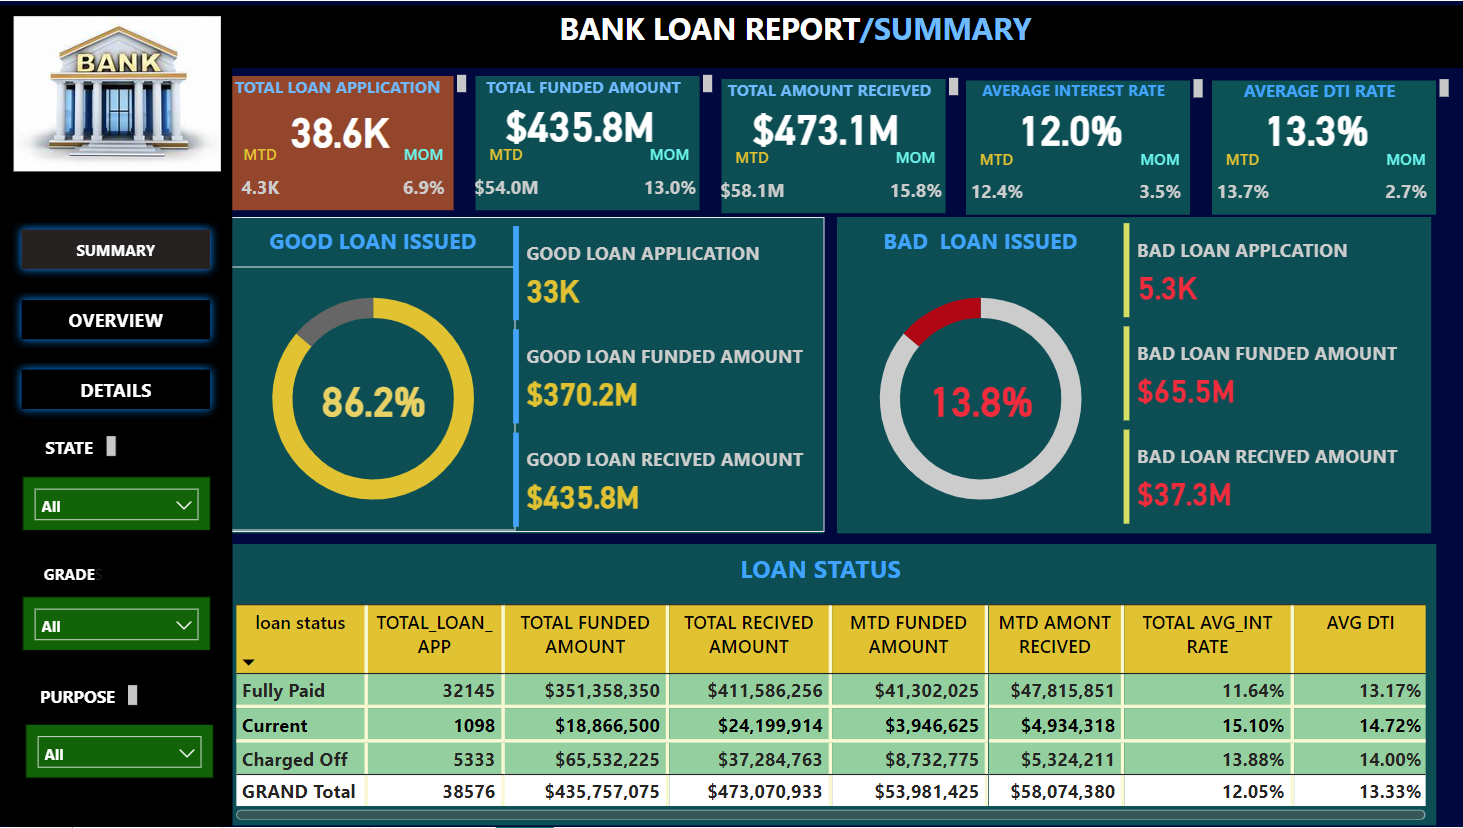 BANK
BANK LOAN REPORT/SUMMARY
TOTAL LOAN APPLICATION
38.6K
MTD MOM
4.3K 6.9%
TOTAL FUNDED AMOUNT
$435.8M
MTD MOM
$54.0M 13.0%
TOTAL AMOUNT RECIEVED
$473.1M
MTD MOM
$58.1M 15.8%
AVERAGE INTEREST RATE
12.0%
MTD MOM
12.4% 3.5%
AVERAGE DTI RATE
13.3%
MTD MOM
13.7% 2.7%
SUMMARY
OVERVIEW
DETAILS
STATE
All
GRADES
All
PURPOSE
All
GOOD LOAN ISSUED
86.2%
GOOD LOAN APPLICATION
33K
GOOD LOAN FUNDED AMOUNT
$370.2M
GOOD LOAN RECIVED AMOUNT
$435.8M
BAD LOAN ISSUED
13.8%
BAD LOAN APPLCATION
5.3K
BAD LOAN FUNDED AMOUNT
$65.5M
BAD LOAN RECIVED AMOUNT
$37.3M
LOAN STATUS
loan status TOTAL_LOAN_ TOTAL FUNDED TOTAL RECIVED MTD FUNDED MTD AMONT TOTAL AVG_INT AVG DTI
APP AMOUNT AMOUNT AMOUNT RECIVED RATE
Fully Paid 32145 $351,358,350 $411,586,256 $41,302,025 $47,815,851 11.64% 13.17%
Current 1098 $18,866,500 $24,199,914 $3,946,625 $4,934,318 15.10% 14.72%
Charged Off 5333 $65,532,225 $37,284,763 $8,732,775 $5,324,211 13.88% 14.00%
GRAND Total 38576 $435,757,075 $473,070,933 $53,981,425 $58,074,380 12.05% 13.33%